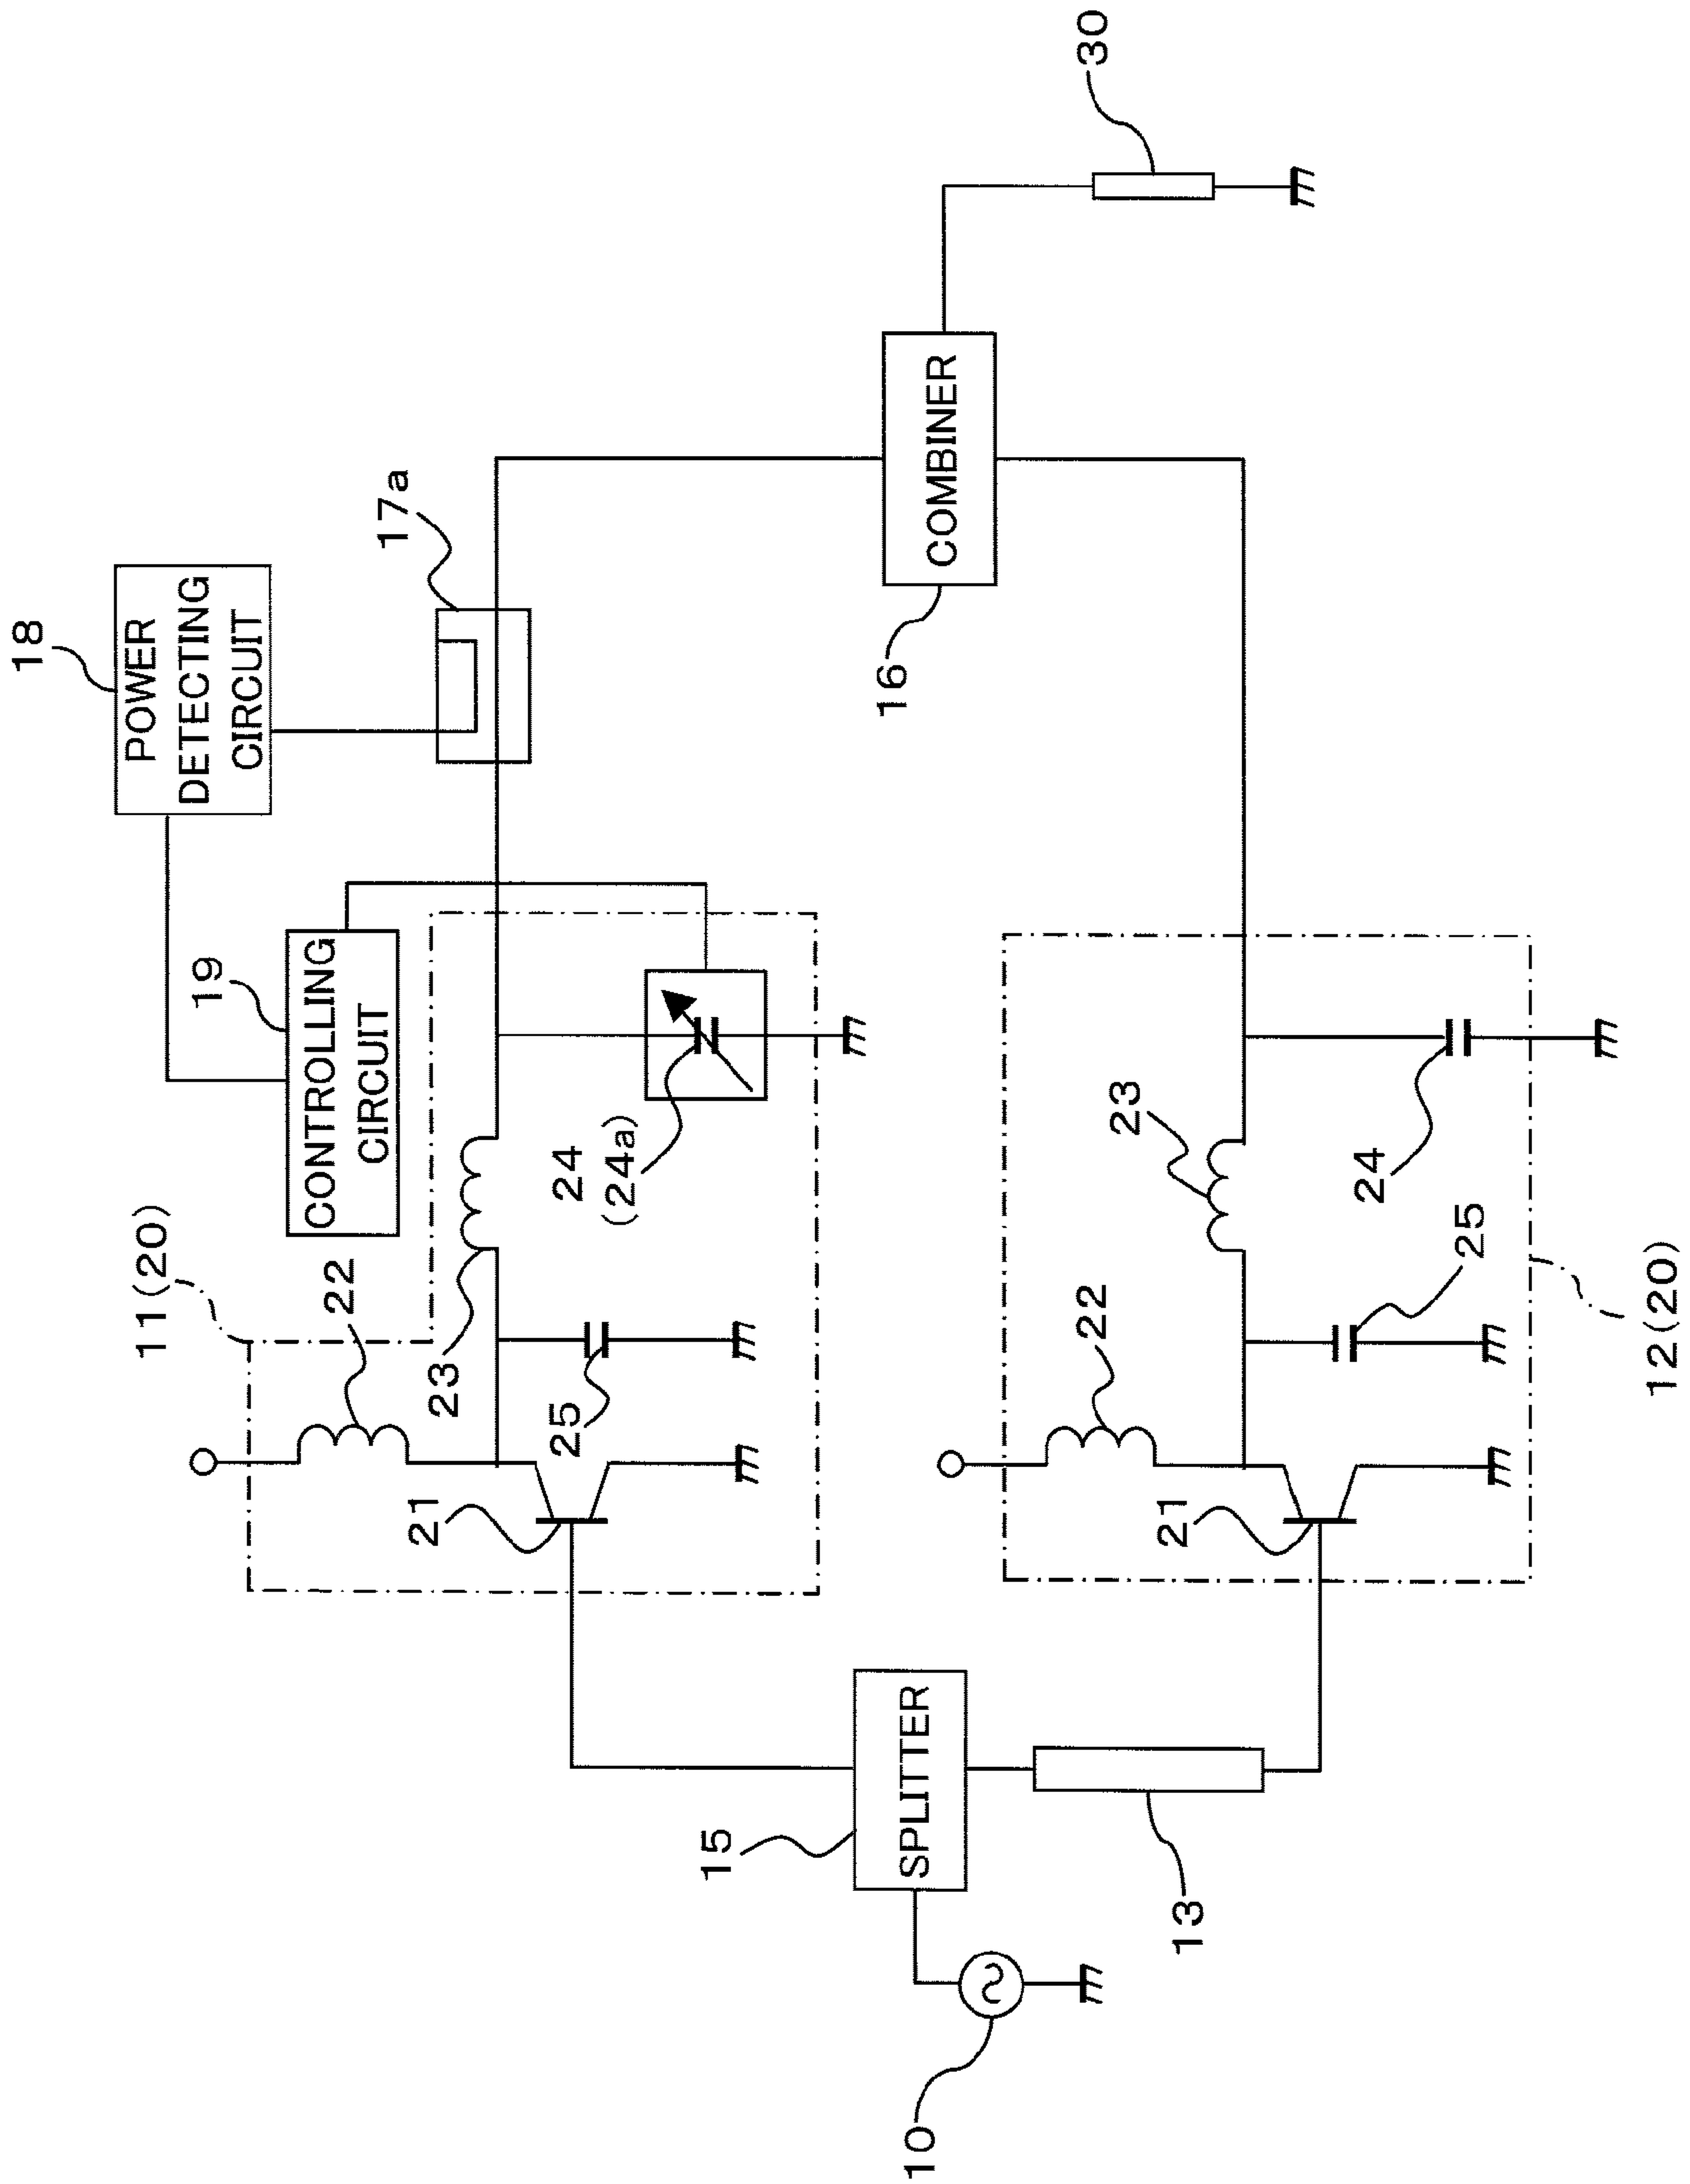 18
POWER
DETECTING
CIRCUIT
17a
30
19
CONTROLLING
CIRCUIT
11(20)
22
23
24
(24a)
25
21
COMBINER
16
23
24
22
25
21
12(20)
15
SPLITTER
13
10